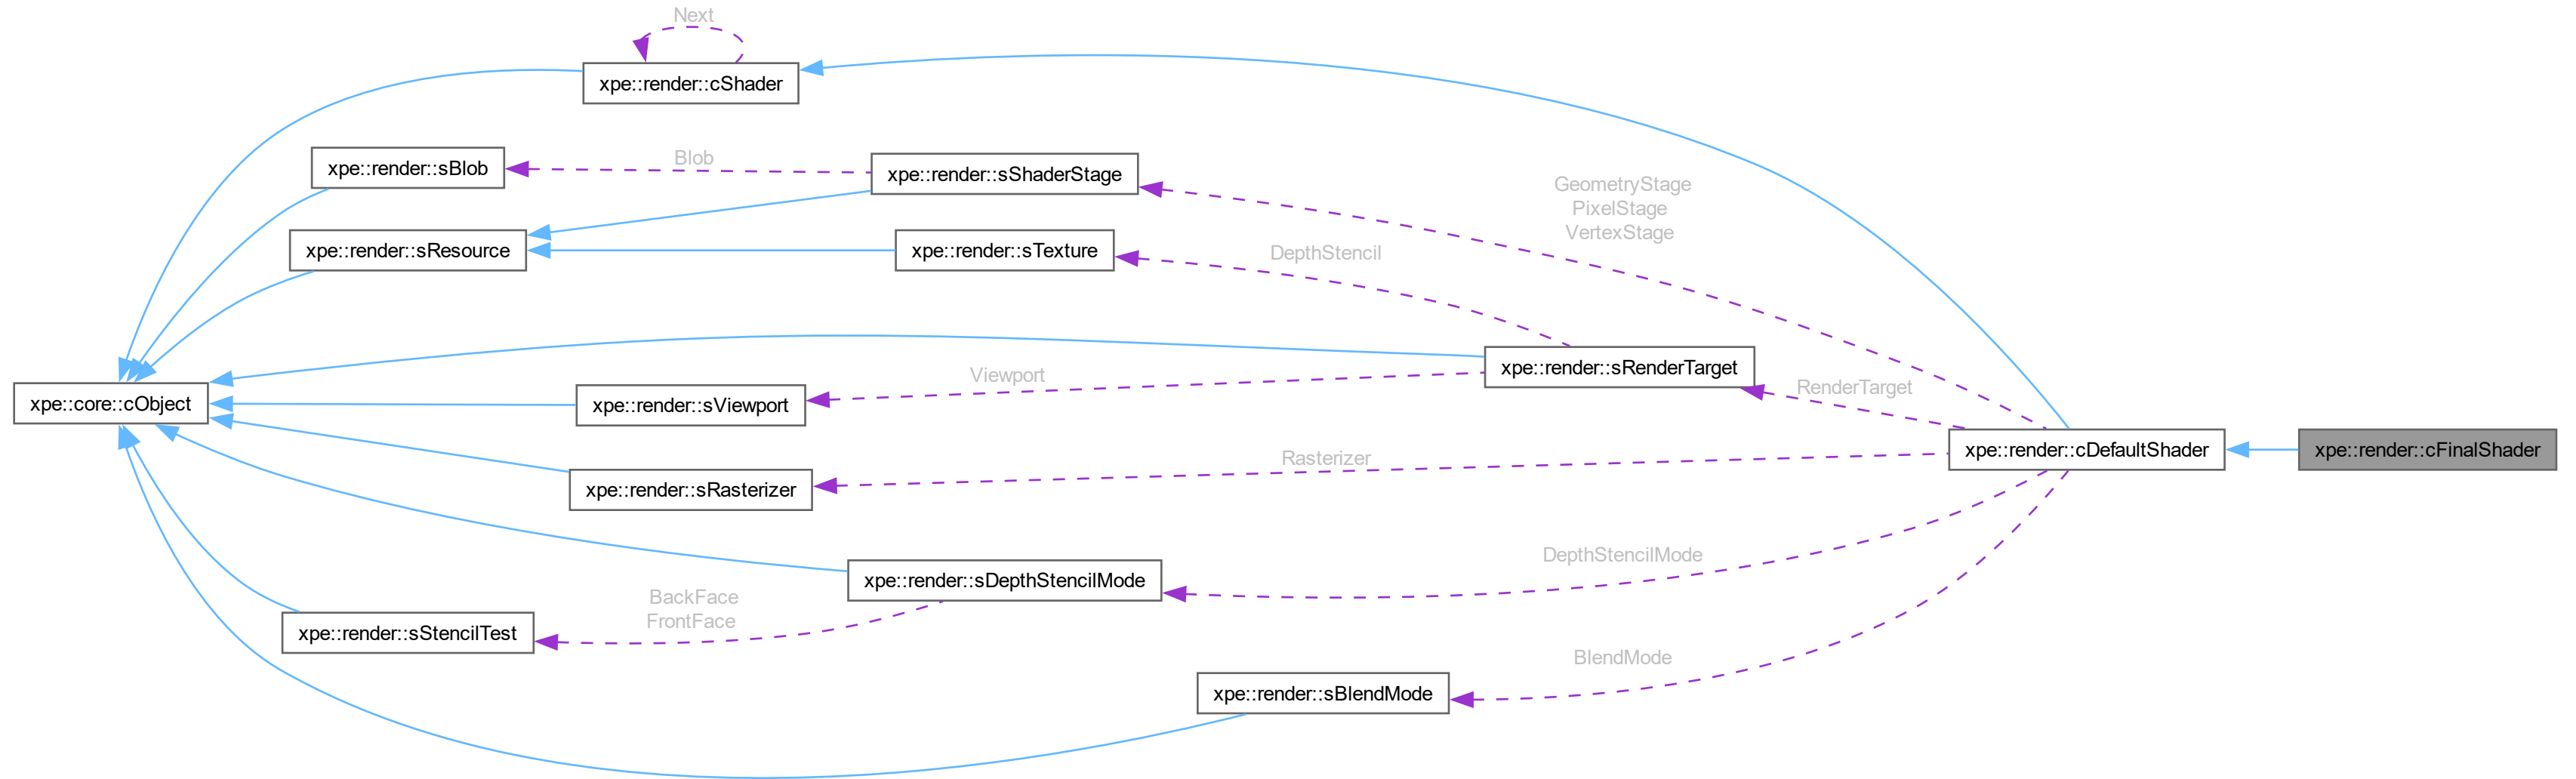 Next
xpe::render::cShader
xpe::render::sBlob
Blob
xpe::render::sShaderStage
GeometryStage
PixelStage
VertexStage
xpe::render::sResource
xpe::render::sTexture
DepthStencil
xpe::render::sRenderTarget
RenderTarget
Viewport
xpe::core::cObject
xpe::render::sViewport
xpe::render::cDefaultShader
xpe::render::cFinalShader
Rasterizer
xpe::render::sRasterizer
DepthStencilMode
xpe::render::sDepthStencilMode
BackFace
FrontFace
xpe::render::sStencilTest
BlendMode
xpe::render::sBlendMode